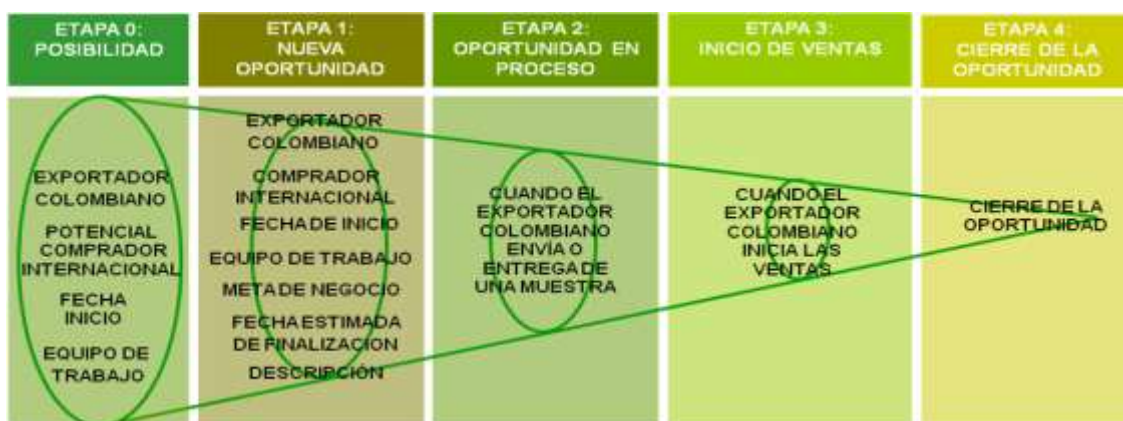 ETAPA 0:
POSIBILIDAD
ETAPA 1:
NUEVA
OPORTUNIDAD
ETAPA 2:
OPORTUNIDAD EN
PROCESO
ETAPA 3:
INICIO DE VENTAS
ETAPA 4:
CIERRE DE LA
OPORTUNIDAD
EXPORTADOR
COLOMBIANO
POTENCIAL
COMPRADOR
INTERNACIONAL
FECHA
INICIO
EQUIPO DE
TRABAJO
EXPORTADOR
COLOMBIANO
COMPRADOR
INTERNACIONAL
FECHA DE INICIO
EQUIPO DE TRABAJO
META DE NEGOCIO
FECHA ESTIMADA
DE FINALIZACION
DESCRIPCIÓN
CUANDO EL
EXPORTADOR
COLOMBIANO
ENVÍA O
ENTREGA DE
UNA MUESTRA
CUANDO EL
EXPORTADOR
COLOMBIANO
INICIA LAS
VENTAS
CIERRE DE LA
OPORTUNIDAD